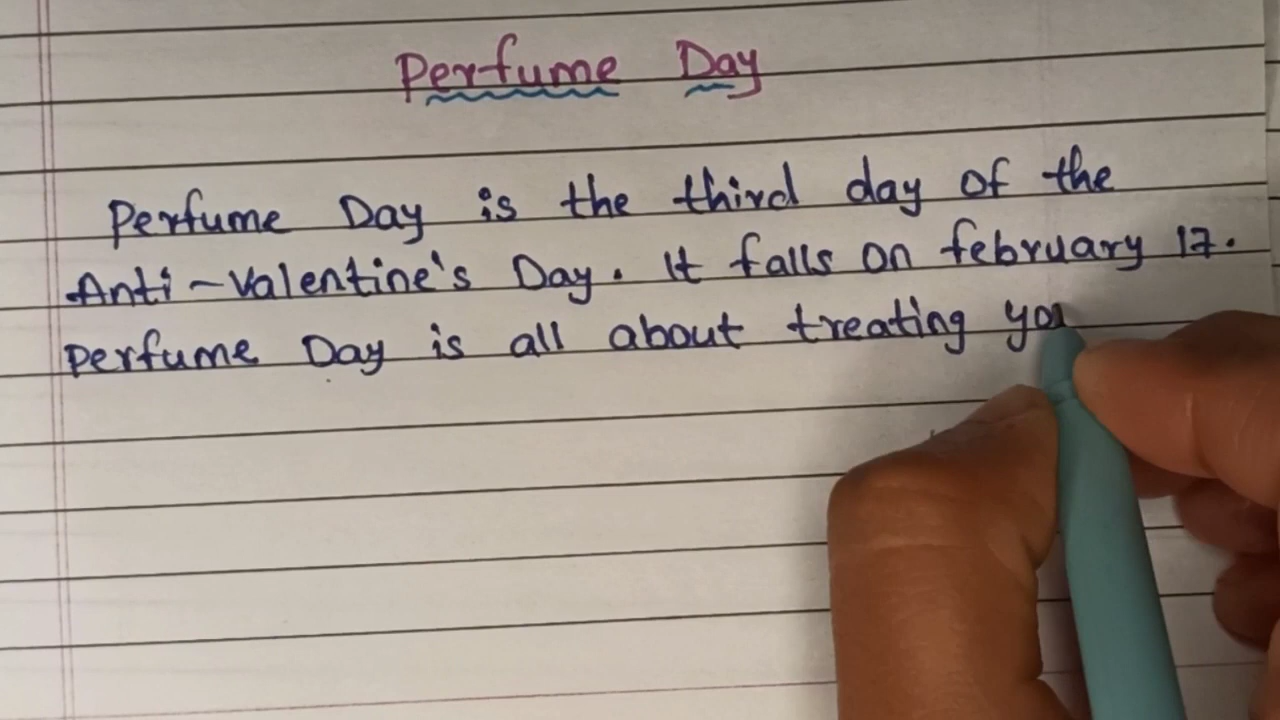 Perfume Day
Perfume Day is the third day of the
Anti-Valentine's Day. It falls on february 17.
Perfume Day is all about treating